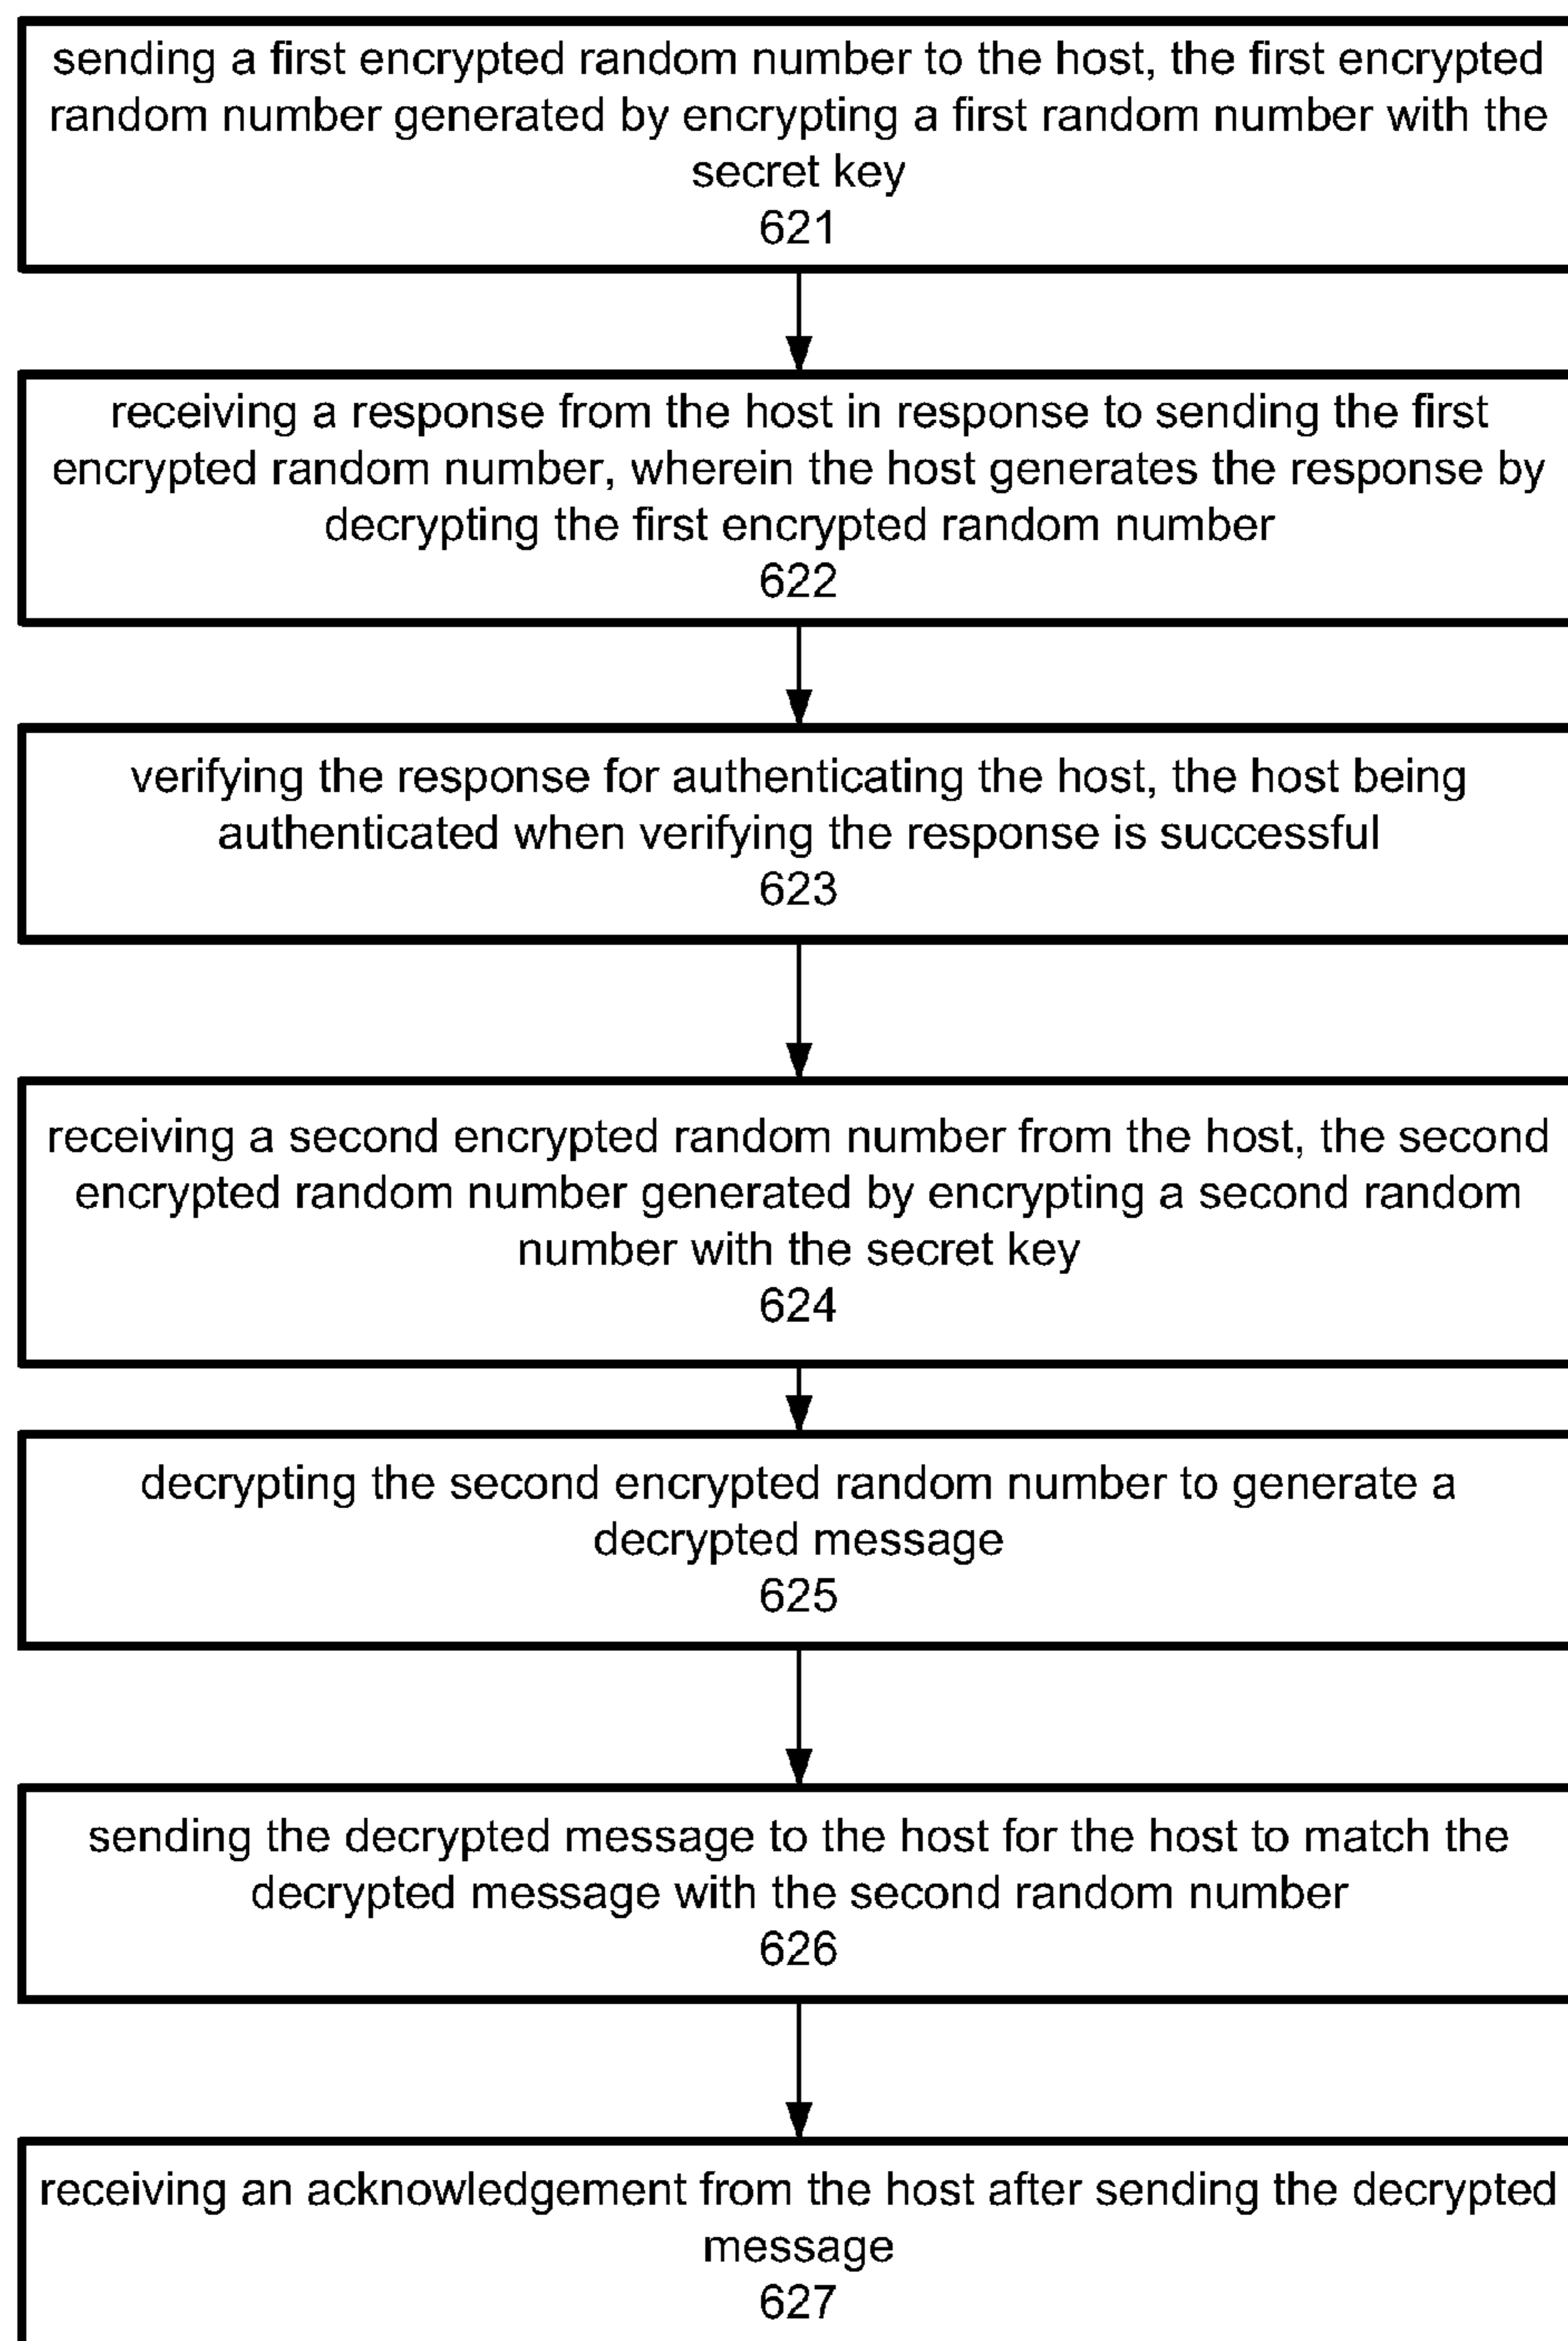 sending a first encrypted random number to the host, the first encrypted
random number generated by encrypting a first random number with the
secret key
621
receiving a response from the host in response to sending the first
encrypted random number, wherein the host generates the response by
decrypting the first encrypted random number
622
verifying the response for authenticating the host, the host being
authenticated when verifying the response is successful
623
receiving a second encrypted random number from the host, the second
encrypted random number generated by encrypting a second random
number with the secret key
624
decrypting the second encrypted random number to generate a
decrypted message
625
sending the decrypted message to the host for the host to match the
decrypted message with the second random number
626
receiving an acknowledgement from the host after sending the decrypted
message
627